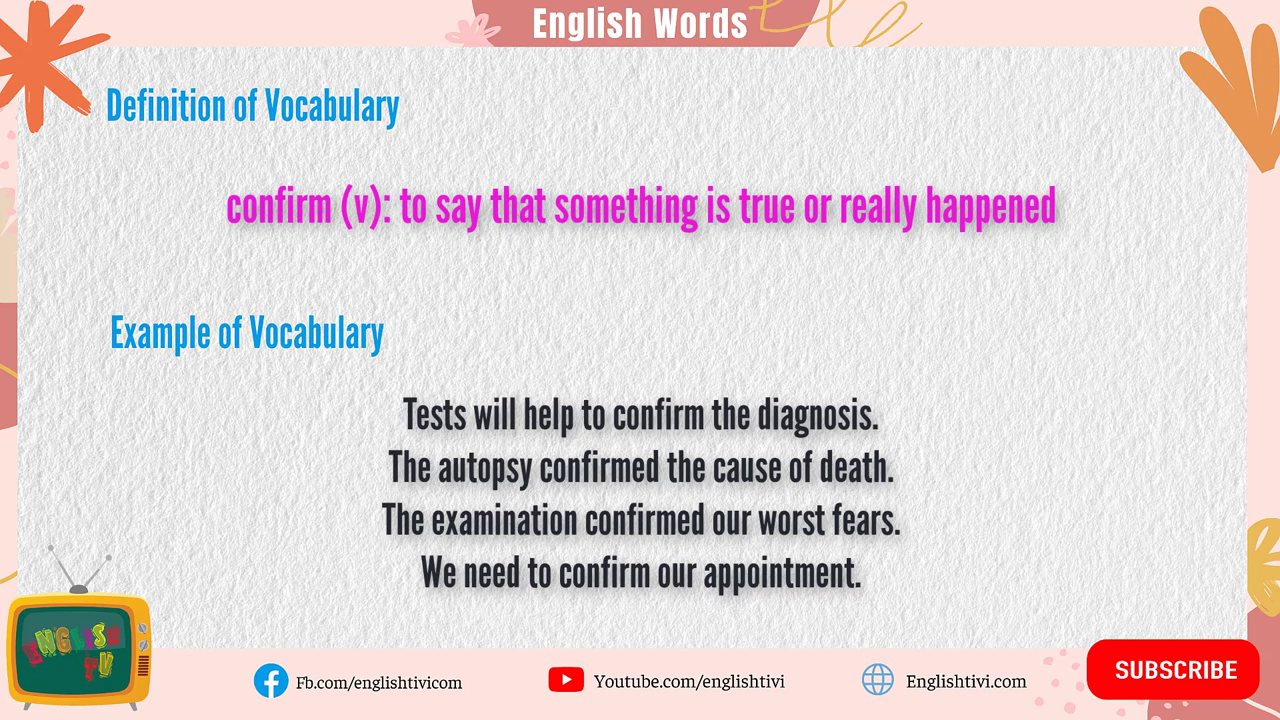 English Words
Definition of Vocabulary
confirm (v): to say that something is true or really happened
Example of Vocabulary
Tests will help to confirm the diagnosis.
The autopsy confirmed the cause of death.
The examination confirmed our worst fears.
We need to confirm our appointment.
ENGLISH
TV
Fb.com/englishtivicom
Youtube.com/englishtivi
Englishtivi.com
SUBSCRIBE